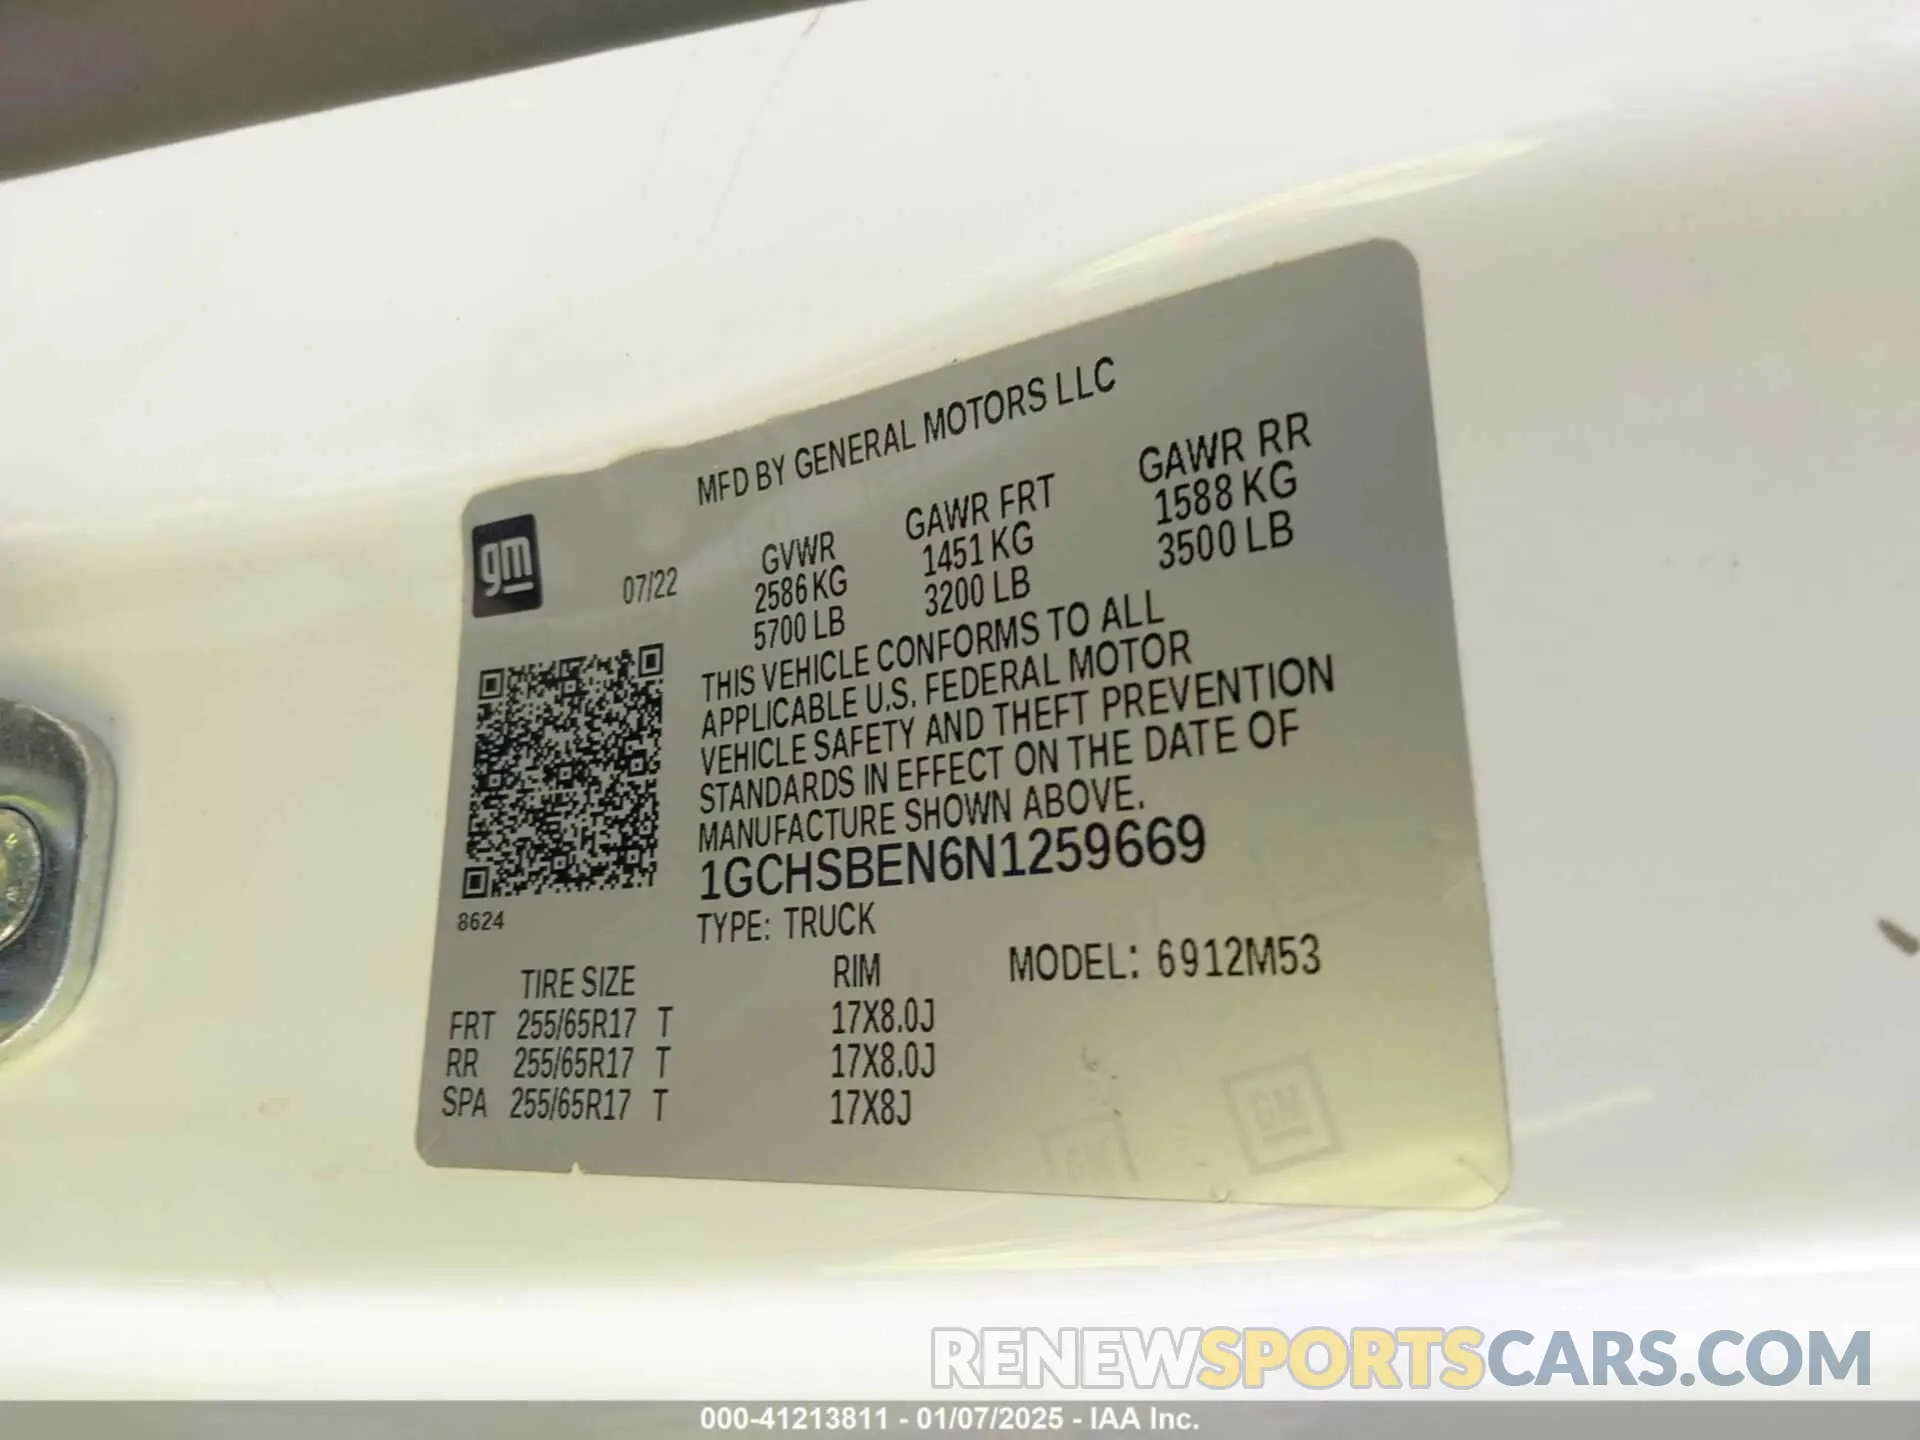 MFD BY GENERAL MOTORS LLC
gm
07/22
GVWR
2586 KG
5700 LB
GAWR FRT
1451 KG
3200 LB
GAWR RR
1588 KG
3500 LB
THIS VEHICLE CONFORMS TO ALL
APPLICABLE U.S. FEDERAL MOTOR
VEHICLE SAFETY AND THEFT PREVENTION
STANDARDS IN EFFECT ON THE DATE OF
MANUFACTURE SHOWN ABOVE.
1GCHSBEN6N1259669
8624
TYPE: TRUCK
MODEL: 6912M53
TIRE SIZE RIM
FRT 255/65R17 T 17X8.0J
RR 255/65R17 T 17X8.0J
SPA 255/65R17 T 17X8J
GM
GM
RENEWSPORTSCARS.COM
000-41213811 - 01/07/2025 - IAA Inc.